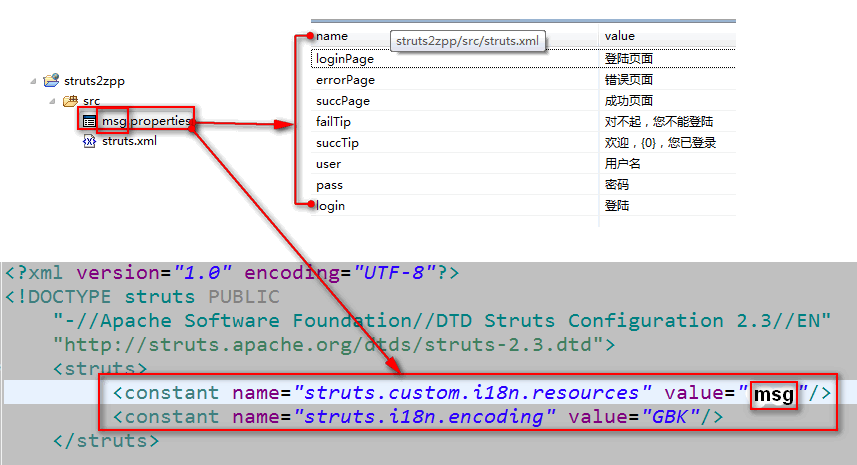 name value
struts2zpp/src/struts.xml
loginPage 登陆页面
errorPage 错误页面
succPage 成功页面
failTip 对不起，您不能登陆
succTip 欢迎，{0}，您已登录
user 用户名
pass 密码
login 登陆
struts2zpp
src
msg.properties
struts.xml
<?xml version="1.0" encoding="UTF-8"?>
<!DOCTYPE struts PUBLIC
"-//Apache Software Foundation//DTD Struts Configuration 2.3//EN"
"http://struts.apache.org/dtds/struts-2.3.dtd">
<struts>
<constant name="struts.custom.i18n.resources" value="msg"/>
<constant name="struts.i18n.encoding" value="GBK"/>
</struts>